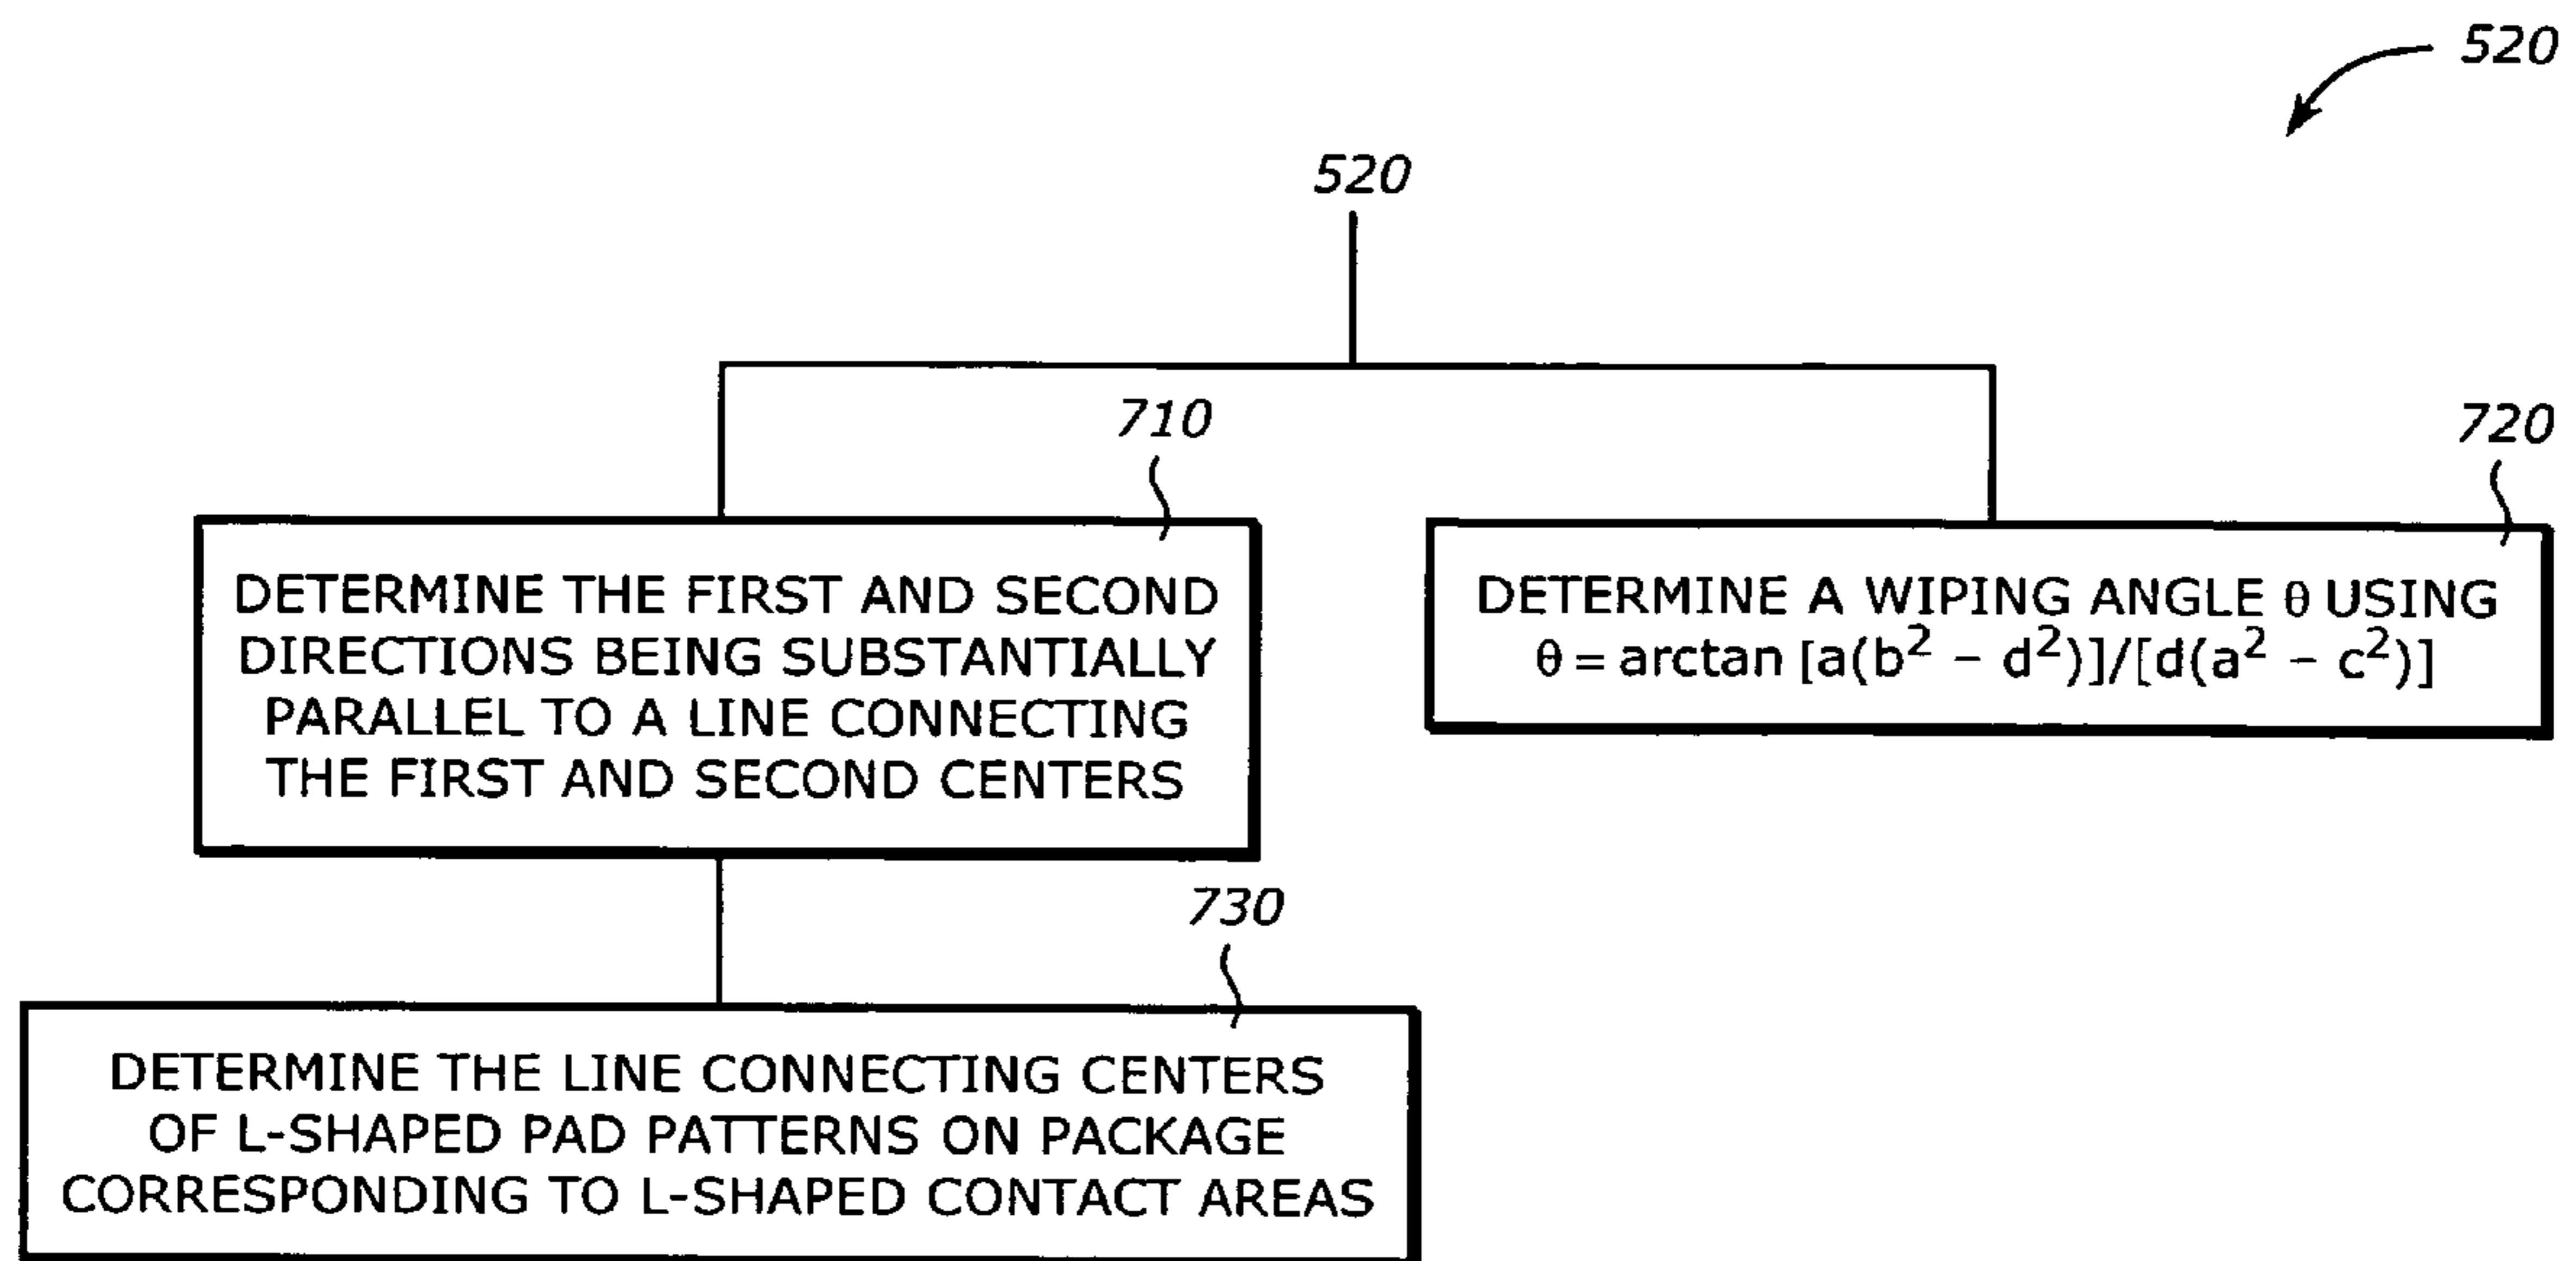 520
520
710
DETERMINE THE FIRST AND SECOND
DIRECTIONS BEING SUBSTANTIALLY
PARALLEL TO A LINE CONNECTING
THE FIRST AND SECOND CENTERS
720
DETERMINE A WIPING ANGLE θ USING
θ = arctan [a(b² – d²)]/[d(a² – c²)]
730
DETERMINE THE LINE CONNECTING CENTERS
OF L-SHAPED PAD PATTERNS ON PACKAGE
CORRESPONDING TO L-SHAPED CONTACT AREAS